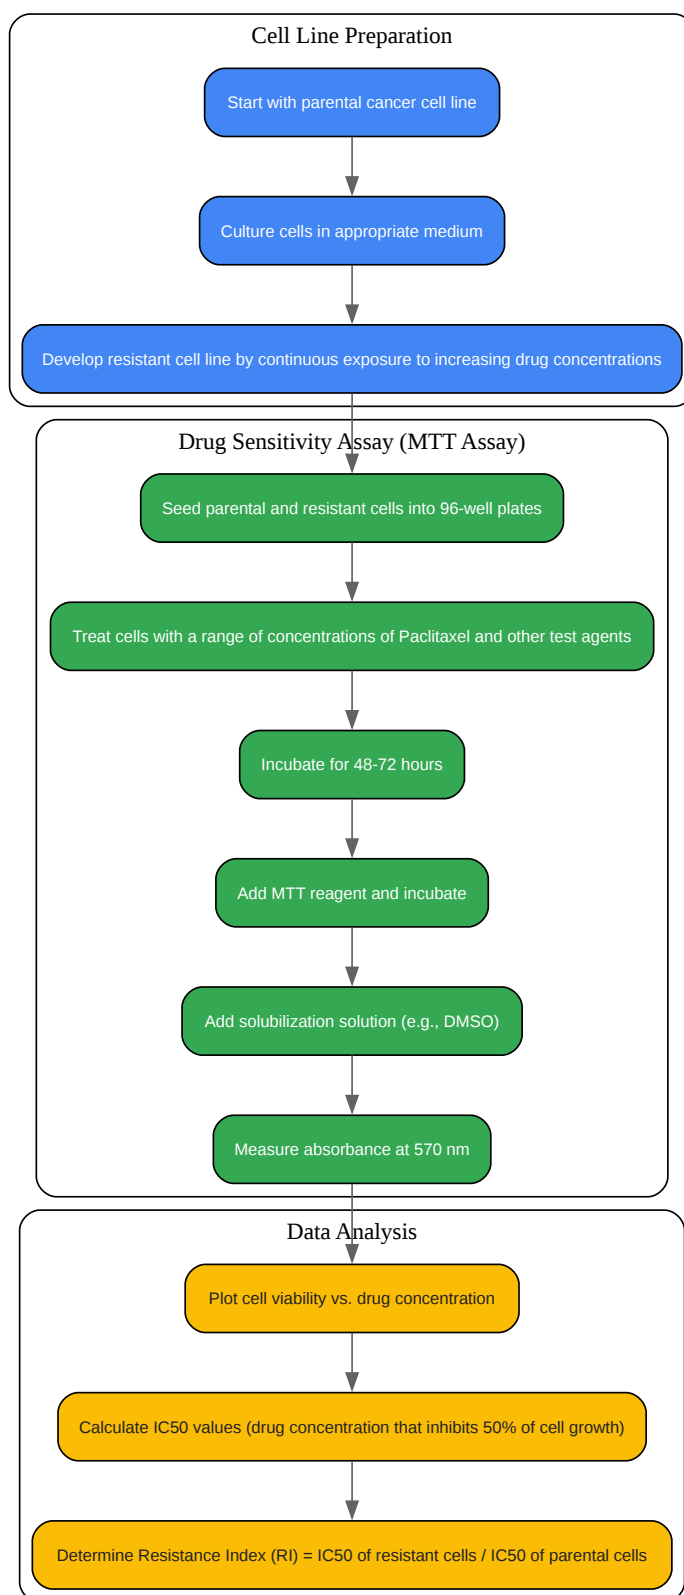 Cell Line Preparation
Start with parental cancer cell line
Culture cells in appropriate medium
Develop resistant cell line by continuous exposure to increasing drug concentrations
Drug Sensitivity Assay (MTT Assay)
Seed parental and resistant cells into 96-well plates
Treat cells with a range of concentrations of Paclitaxel and other test agents
Incubate for 48-72 hours
Add MTT reagent and incubate
Add solubilization solution (e.g., DMSO)
Measure absorbance at 570 nm
Data Analysis
Plot cell viability vs. drug concentration
Calculate IC50 values (drug concentration that inhibits 50% of cell growth)
Determine Resistance Index (RI) = IC50 of resistant cells / IC50 of parental cells